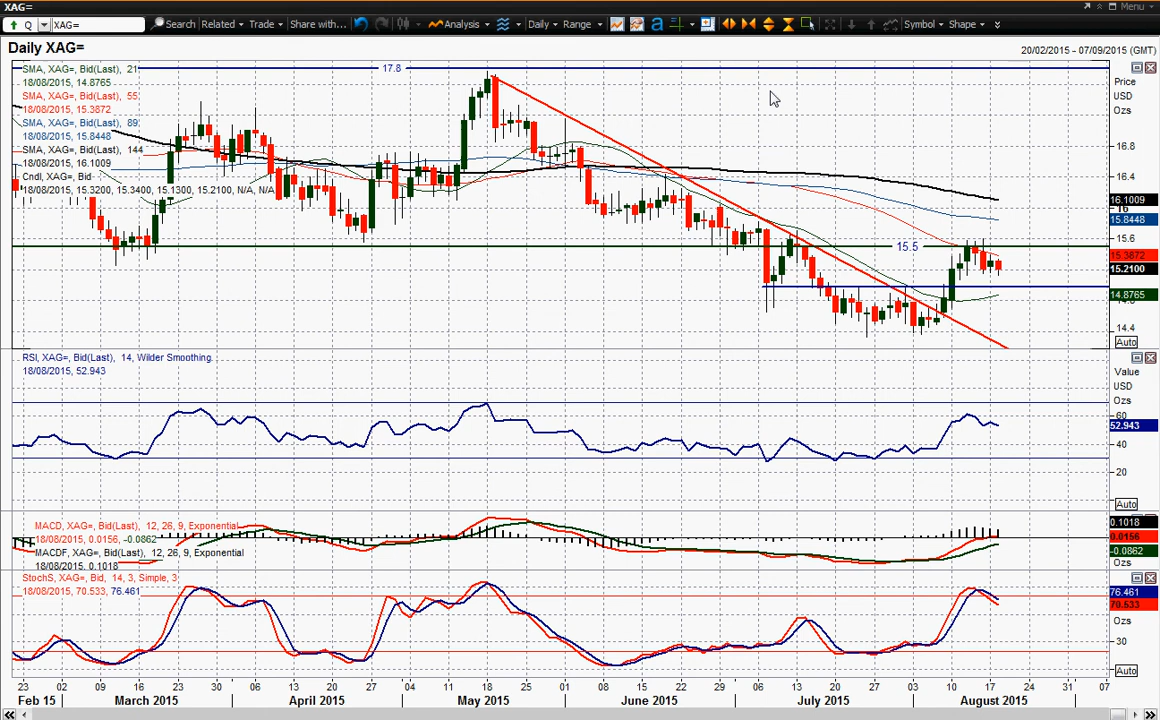 XAG=
Menu
Q XAG= Search Related Trade Share with... Analysis Daily Range a Symbol Shape
Daily XAG=
20/02/2015 - 07/09/2015 (GMT)
SMA, XAG=, Bid(Last), 21
18/08/2015, 14.8765
SMA, XAG=, Bid(Last), 55
18/08/2015, 15.3872
SMA, XAG=, Bid(Last), 89
18/08/2015, 15.8448
SMA, XAG=, Bid(Last), 144
18/08/2015, 16.1009
Cndl, XAG=, Bid
18/08/2015, 15.3200, 15.3400, 15.1300, 15.2100, N/A, N/A
17.8
15.5
Price
USD
Ozs
16.8
16.4
16.1009
16
15.8448
15.6
15.3872
15.2100
14.8765
14.4
Auto
RSI, XAG=, Bid(Last), 14, Wilder Smoothing
18/08/2015, 52.943
Value
USD
Ozs
60
52.943
40
20
Auto
MACD, XAG=, Bid(Last), 12, 26, 9, Exponential
18/08/2015, 0.0156, -0.0862
MACDF, XAG=, Bid(Last), 12, 26, 9, Exponential
18/08/2015, 0.1018
0.1018
0.0156
-0.0862
Ozs
StochS, XAG=, Bid, 14, 3, Simple, 3
18/08/2015, 70.533, 76.461
76.461
70.533
Ozs
30
Auto
23 02 09 16 23 30 06 13 20 27 04 11 18 25 01 08 15 22 29 06 13 20 27 03 10 17 24 31 07
Feb 15 March 2015 April 2015 May 2015 June 2015 July 2015 August 2015